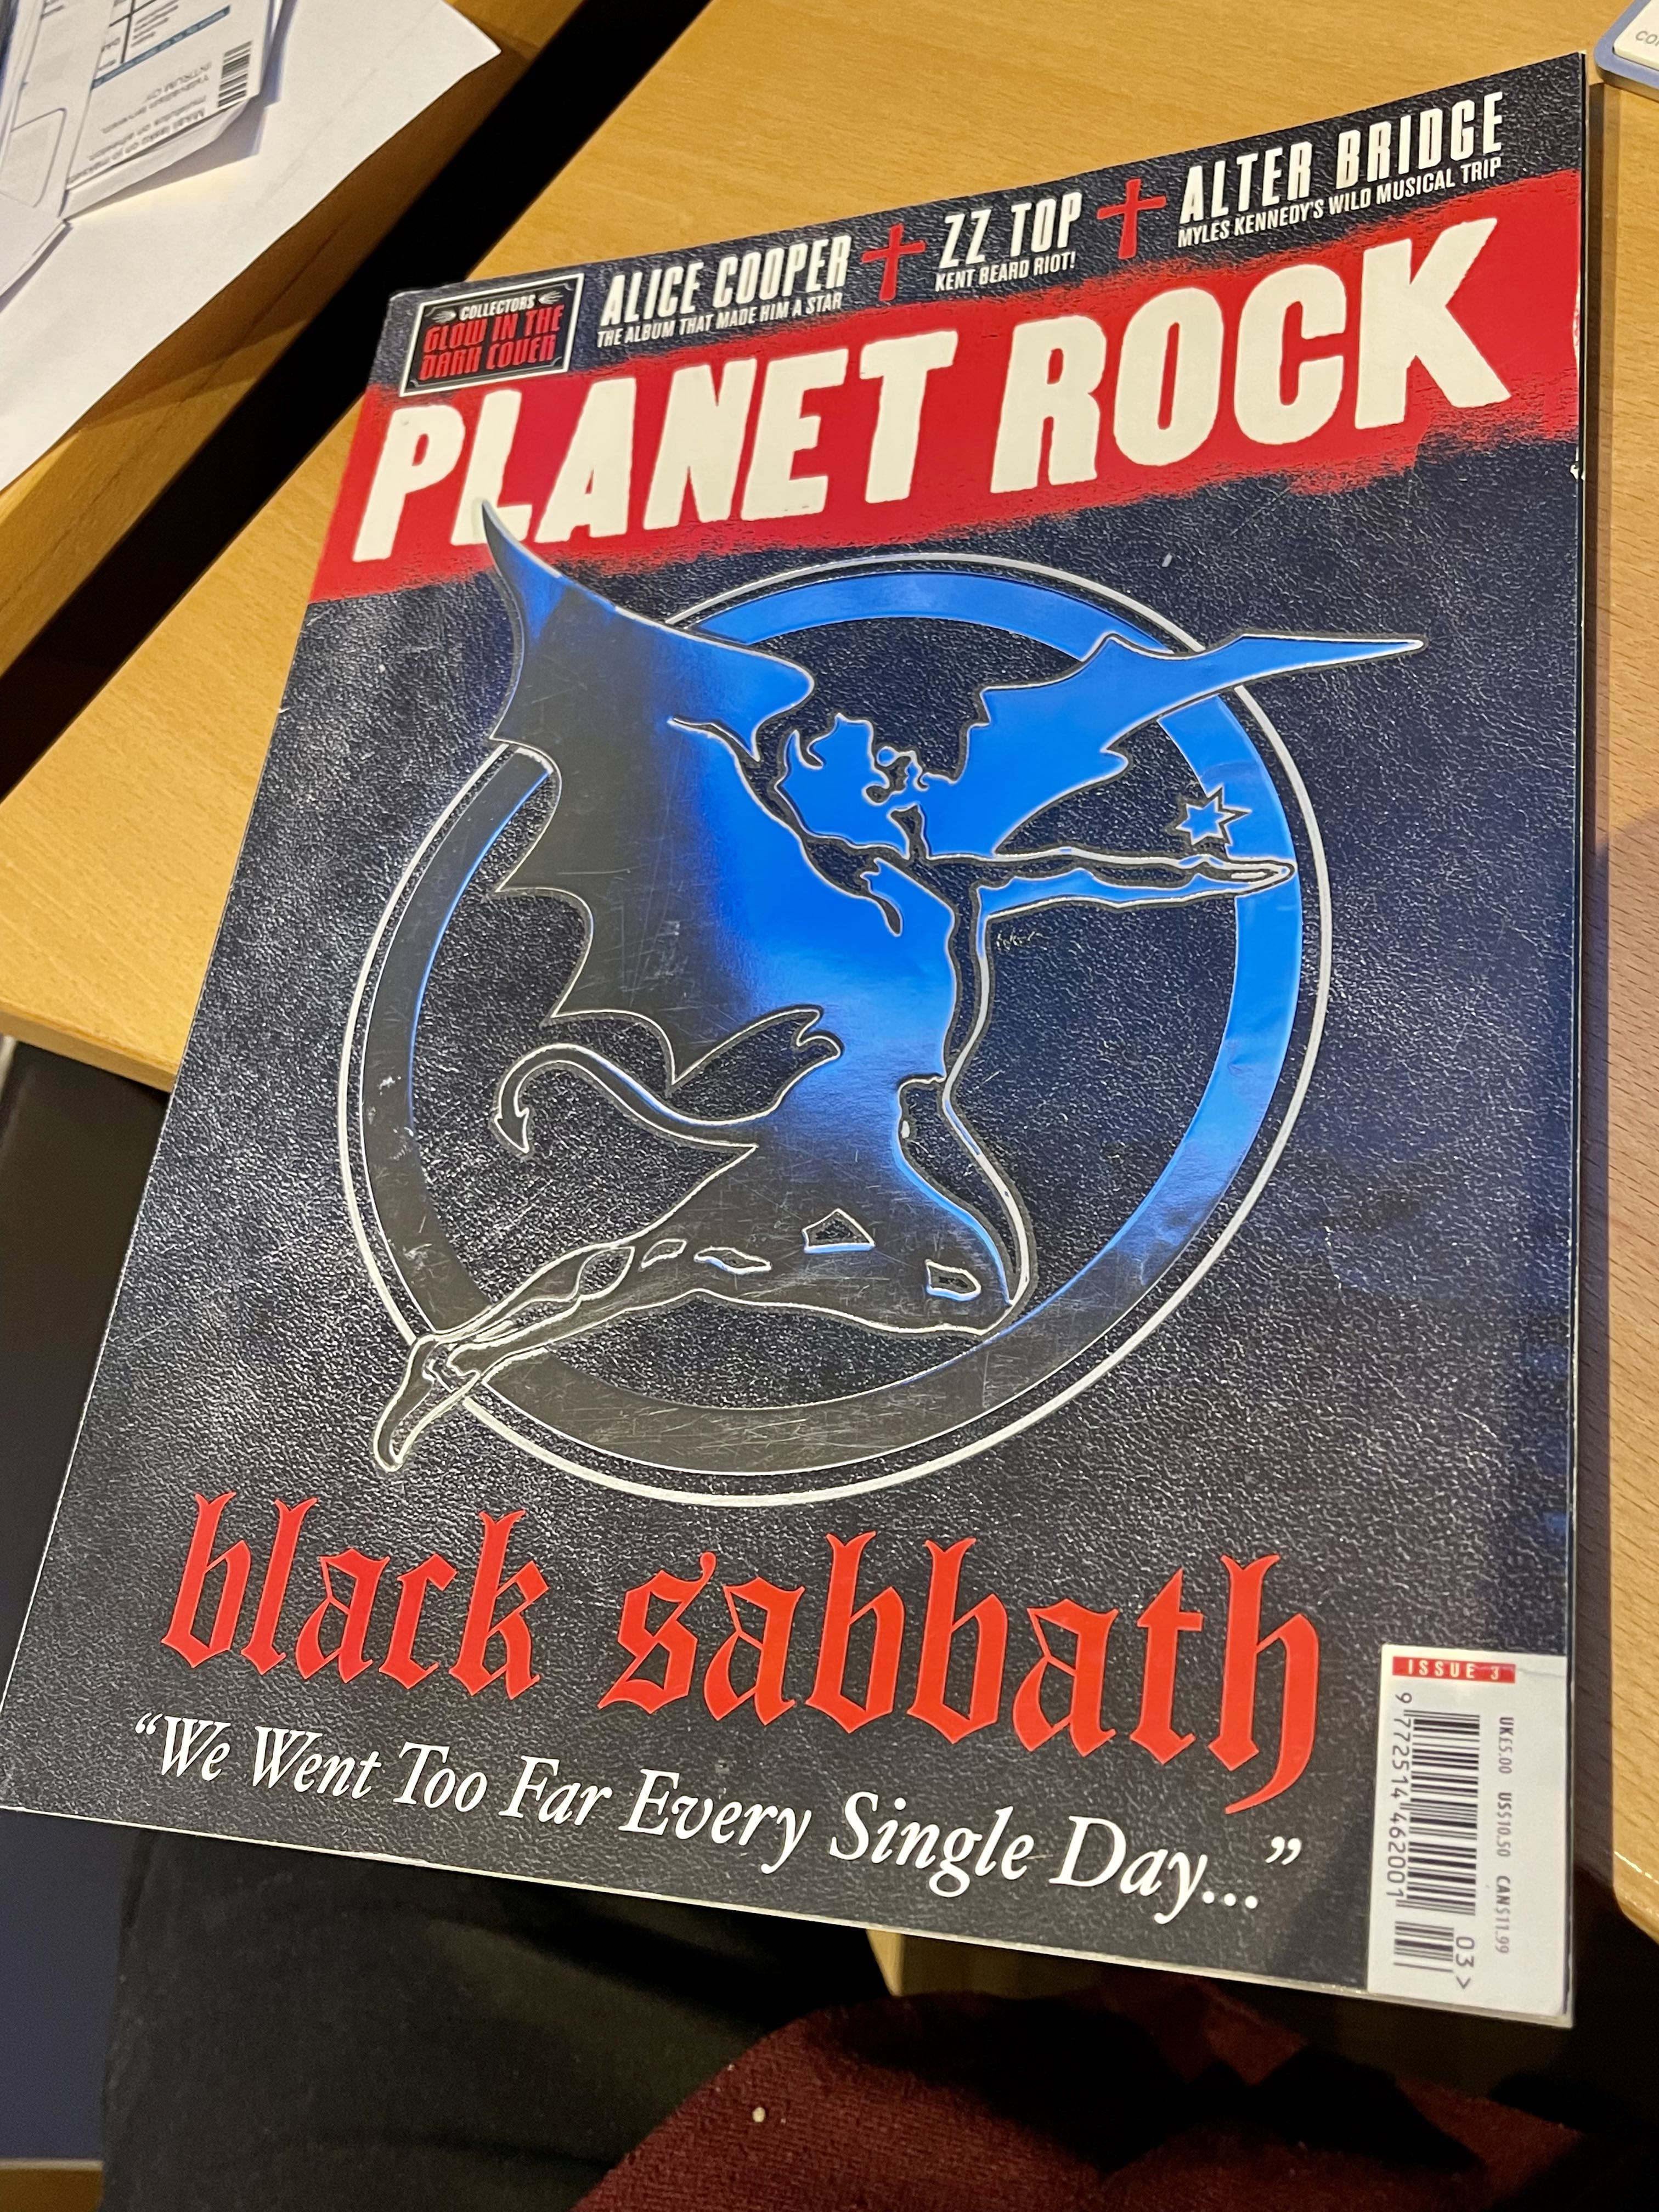 COLLECTORS
GLOW IN THE
DARK COVER
ALICE COOPER
THE ALBUM THAT MADE HIM A STAR
ZZ TOP
KENT BEARD RIOT!
ALTER BRIDGE
MYLES KENNEDY'S WILD MUSICAL TRIP
PLANET ROCK
black sabbath
“We Went Too Far Every Single Day...”
ISSUE 3
UK£5.00 US$10.50 CAN$11.99
9 772514 462001
03 >
INTRUM OY